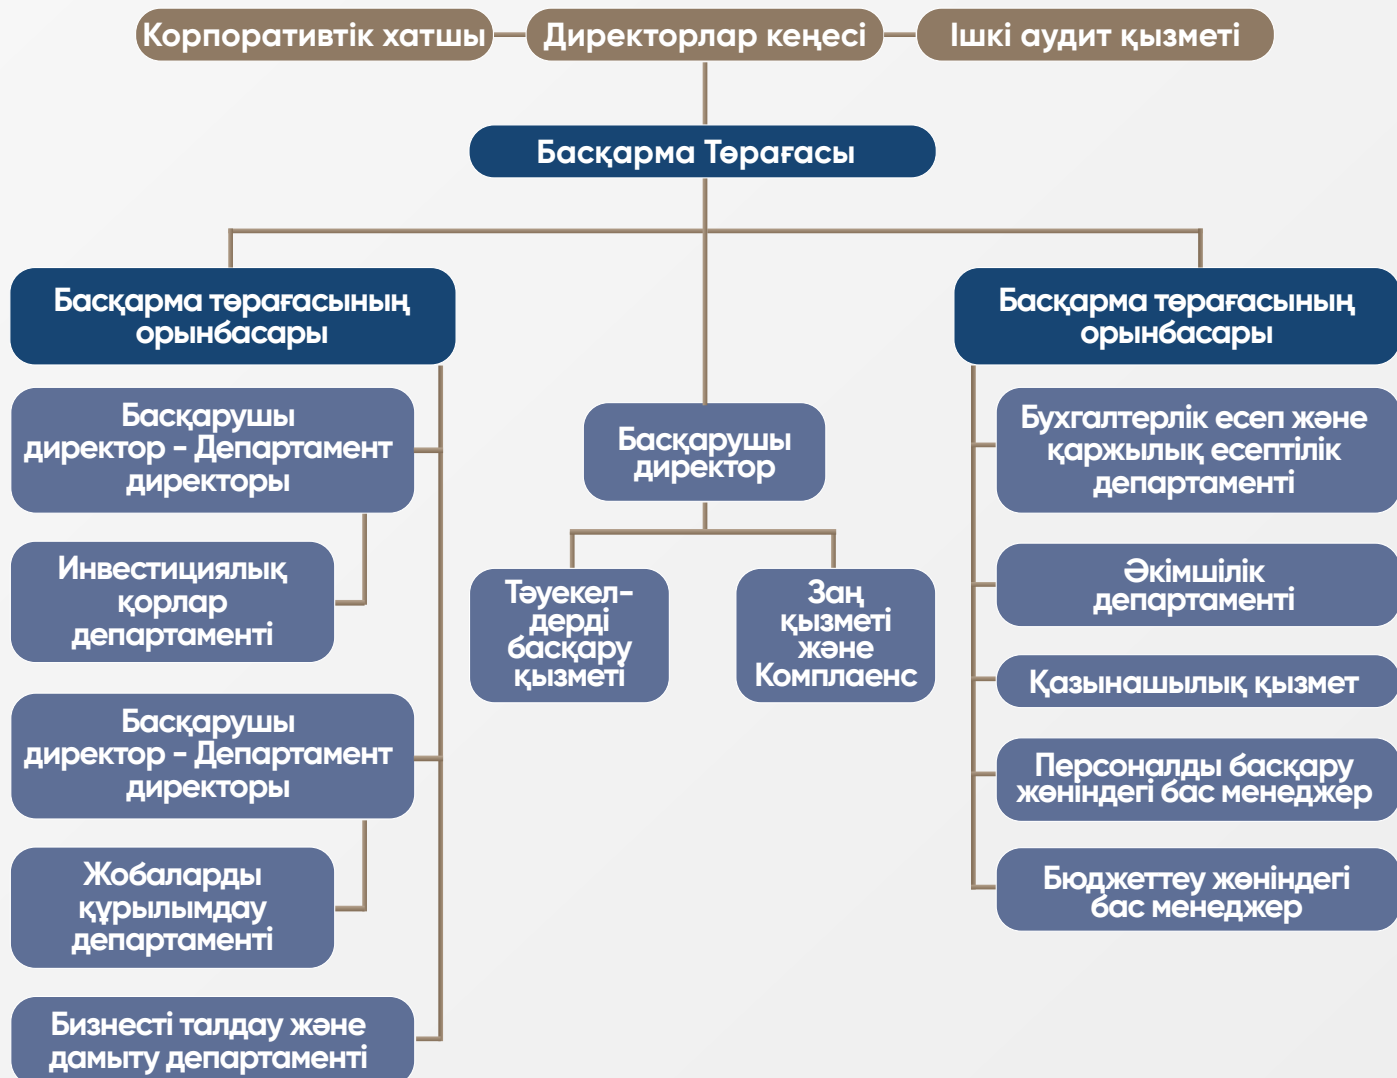 Корпоративтік хатшы
Директорлар кеңесі
Ішкі аудит қызметі
Басқарма Төрағасы
Басқарма төрағасының
орынбасары
Басқарушы
директор - Департамент
директоры
Инвестициялық
қорлар
департаменті
Басқарушы
директор - Департамент
директоры
Жобаларды
құрылымдау
департаменті
Бизнесті талдау және
дамыту департаменті
Басқарушы
директор
Тәуекел-
дерді
басқару
қызметі
Заң
қызметі
және
Комплаенс
Басқарма төрағасының
орынбасары
Бухгалтерлік есеп және
қаржылық есептілік
департаменті
Әкімшілік
департаменті
Қазынашылық қызмет
Персоналды басқару
жөніндегі бас менеджер
Бюджеттеу жөніндегі
бас менеджер